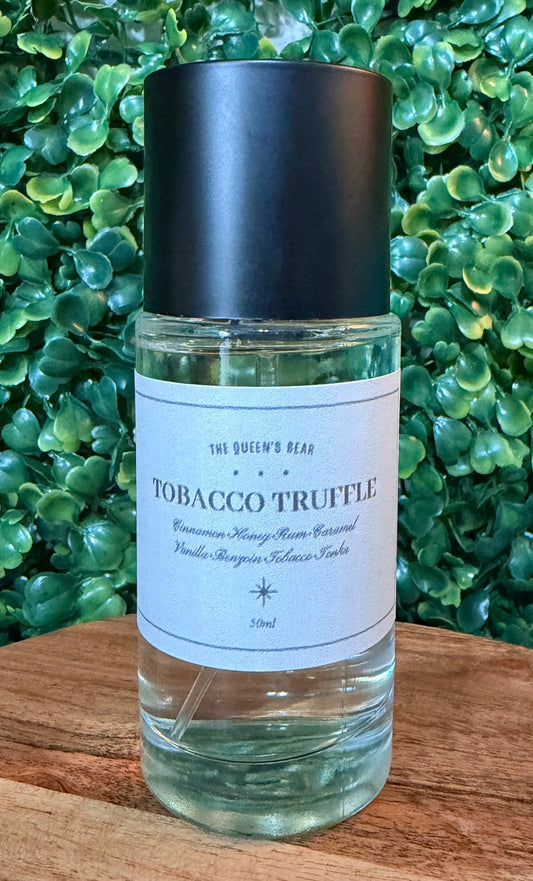 THE QUEEN'S BEAR
TOBACCO TRUFFLE
Cinnamon·Honey·Rum·Caramel
Vanilla·Benzoin·Tobacco·Tonka
50ml